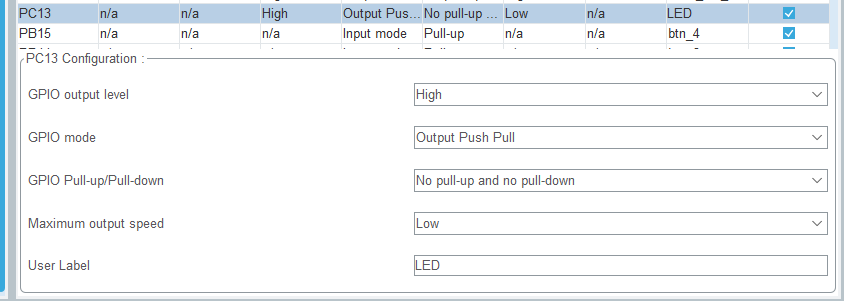 PC13 n/a n/a High Output Pus... No pull-up ... Low n/a LED
PB15 n/a n/a n/a Input mode Pull-up n/a n/a btn_4
PC13 Configuration :
GPIO output level High
GPIO mode Output Push Pull
GPIO Pull-up/Pull-down No pull-up and no pull-down
Maximum output speed Low
User Label LED